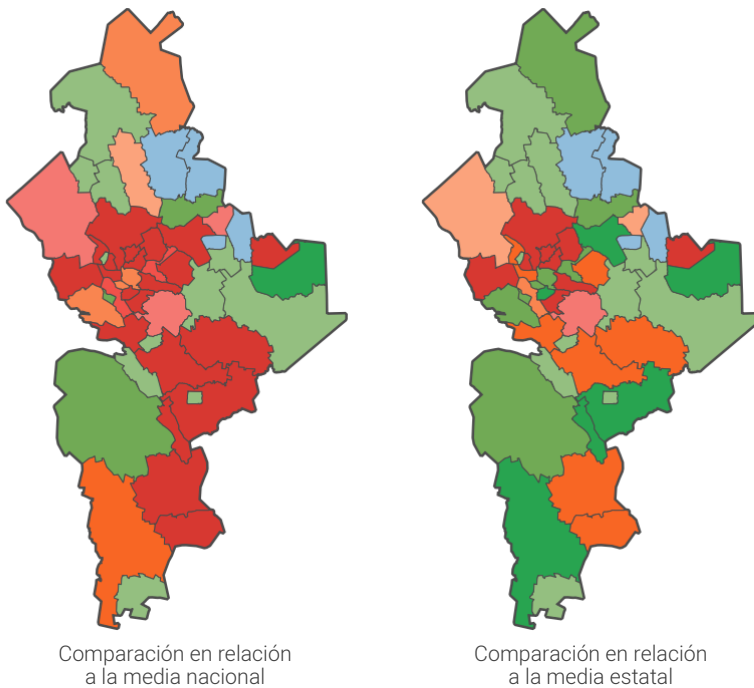 Comparación en relación
a la media nacional
Comparación en relación
a la media estatal